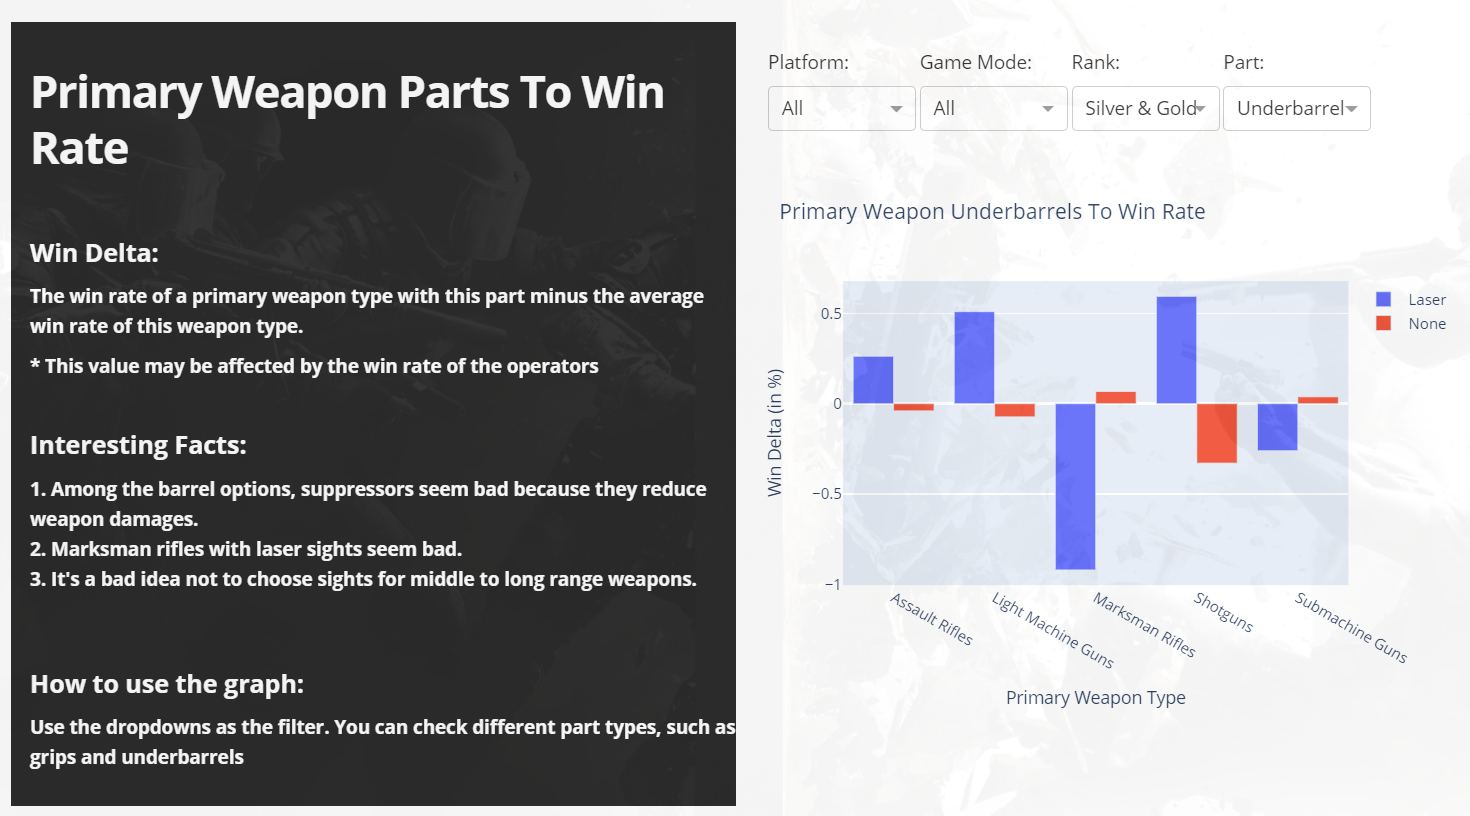 Primary Weapon Parts To Win
Rate
Win Delta:
The win rate of a primary weapon type with this part minus the average
win rate of this weapon type.
* This value may be affected by the win rate of the operators
Interesting Facts:
1. Among the barrel options, suppressors seem bad because they reduce
weapon damages.
2. Marksman rifles with laser sights seem bad.
3. It's a bad idea not to choose sights for middle to long range weapons.
How to use the graph:
Use the dropdowns as the filter. You can check different part types, such as
grips and underbarrels
Platform: Game Mode: Rank: Part:
All All Silver & Gold Underbarrel
Primary Weapon Underbarrels To Win Rate
Laser
None
Win Delta (in %)
0.5
0
−0.5
−1
Assault Rifles
Light Machine Guns
Marksman Rifles
Shotguns
Submachine Guns
Primary Weapon Type